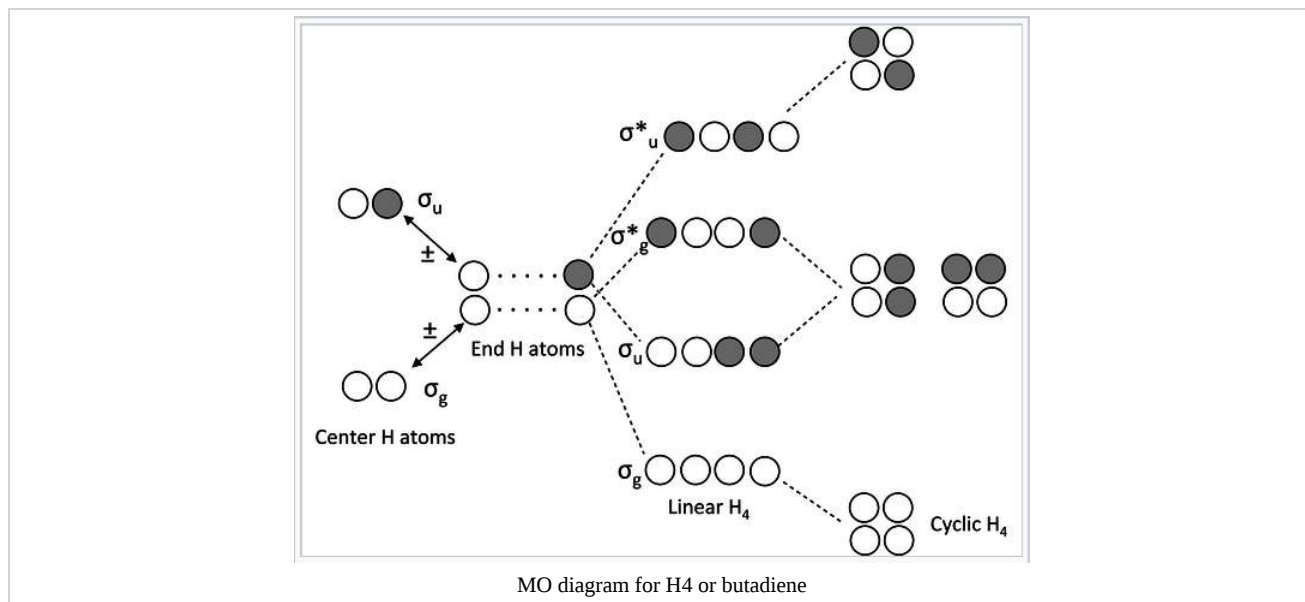 σ*u
σu
σ*g
±
±
End H atoms
σu
σg
Center H atoms
σg
Linear H4
Cyclic H4
MO diagram for H4 or butadiene